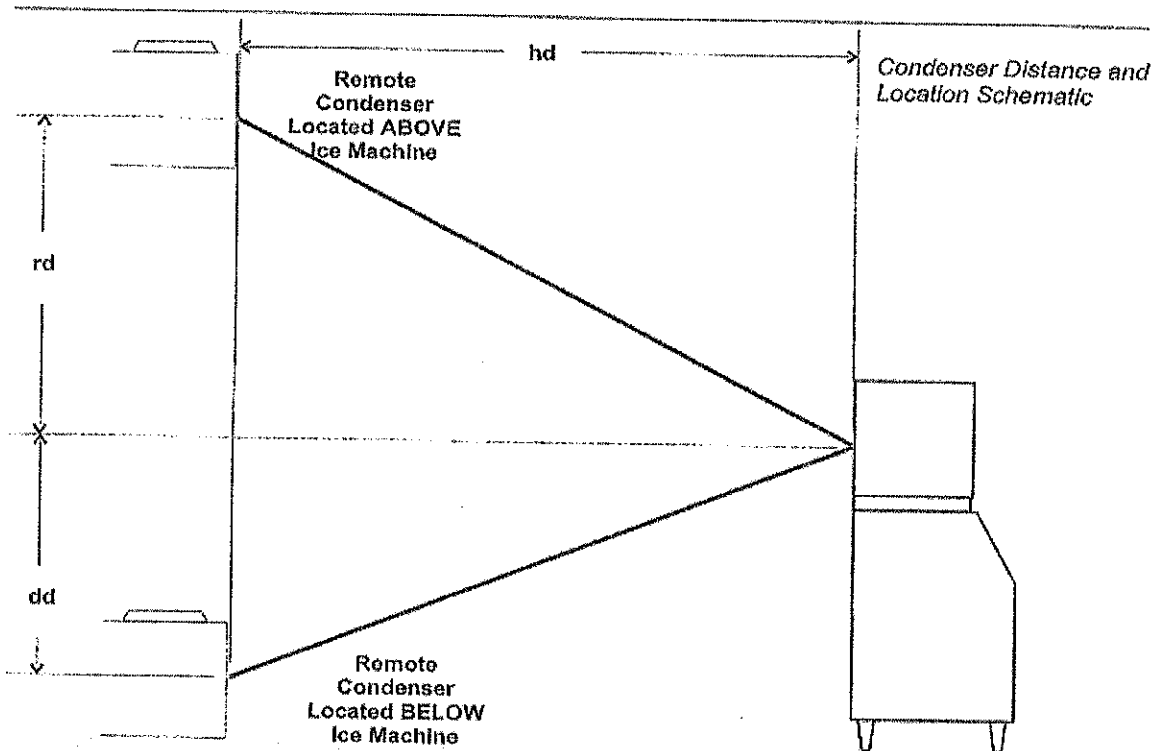 hd
Condenser Distance and
Location Schematic
Remote
Condenser
Located ABOVE
Ice Machine
rd
dd
Remote
Condenser
Located BELOW
Ice Machine